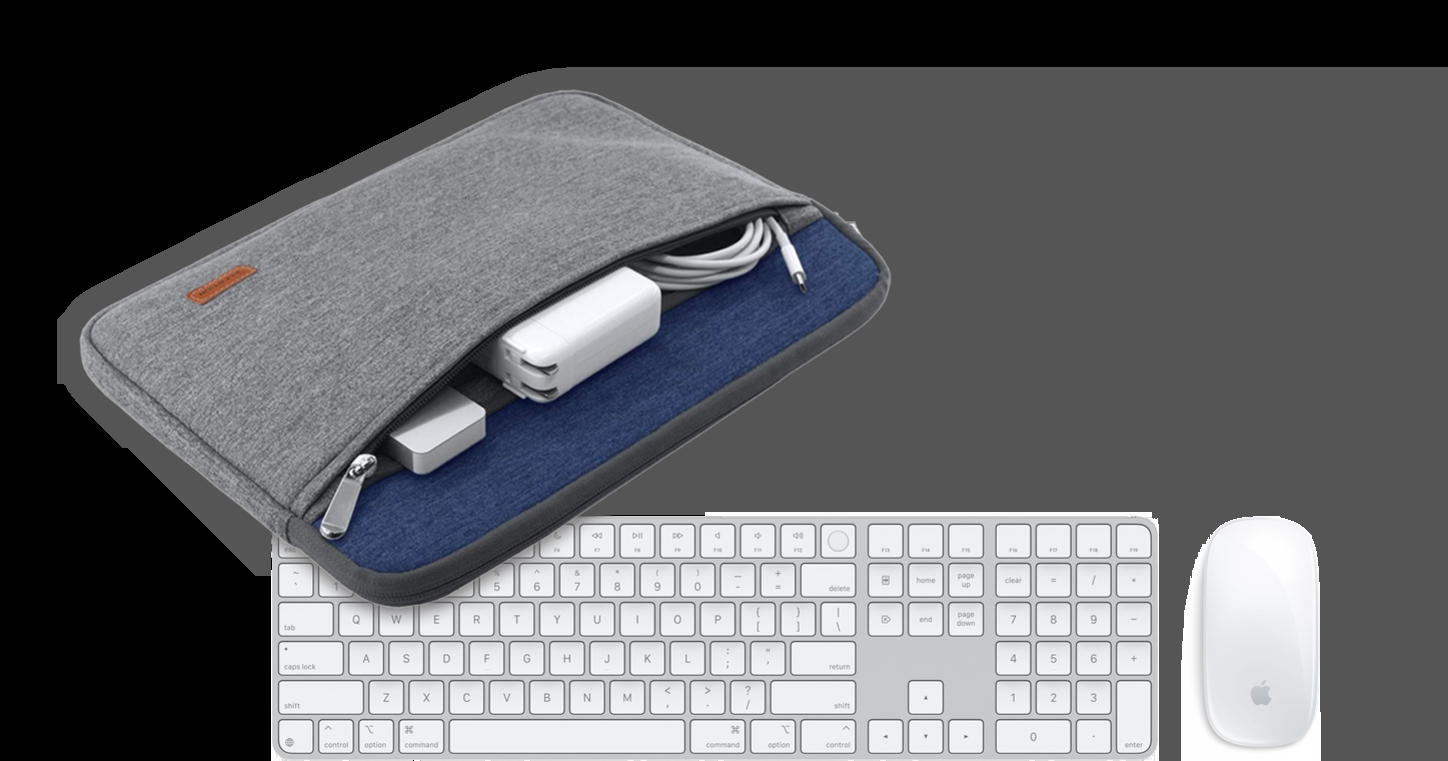 F6 F7 F8 F9 F10 F11 F12 F13 F14 F15 F16 F17 F18 F19
~ ` 1 % 5 ^ 6 & 7 * 8 ( 9 ) 0 _ - + = delete home page up clear = / *
tab Q W E R T Y U I O P { [ } ] | \ end page down 7 8 9 -
caps lock A S D F G H J K L : ; " ' return 4 5 6 +
shift Z X C V B N M < , > . ? / shift 1 2 3
control option command command option control 0 . enter